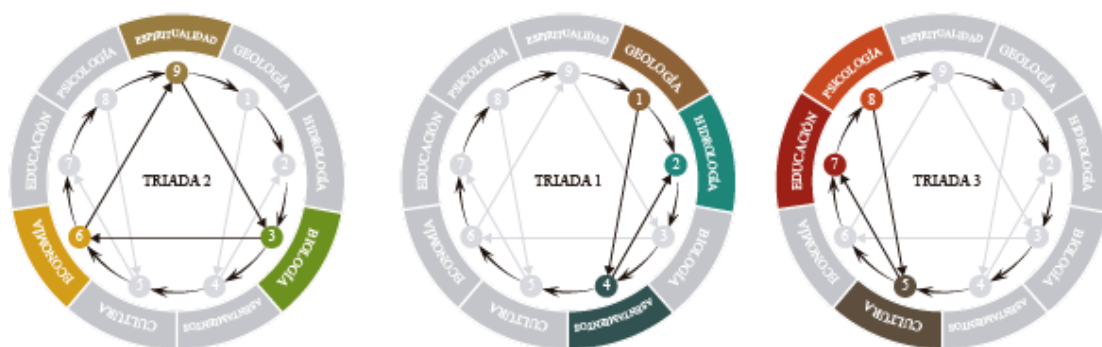 ESPIRITUALIDAD
GEOLOGÍA
HIDROLOGÍA
BIOLOGÍA
ASENTAMIENTOS
CULTURA
ECONOMÍA
EDUCACIÓN
PSICOLOGÍA
9
1
2
3
4
5
6
7
8
TRIADA 2
ESPIRITUALIDAD
GEOLOGÍA
HIDROLOGÍA
BIOLOGÍA
ASENTAMIENTOS
CULTURA
ECONOMÍA
EDUCACIÓN
PSICOLOGÍA
9
1
2
3
4
5
6
7
8
TRIADA 1
ESPIRITUALIDAD
GEOLOGÍA
HIDROLOGÍA
BIOLOGÍA
ASENTAMIENTOS
CULTURA
ECONOMÍA
EDUCACIÓN
PSICOLOGÍA
9
1
2
3
4
5
6
7
8
TRIADA 3